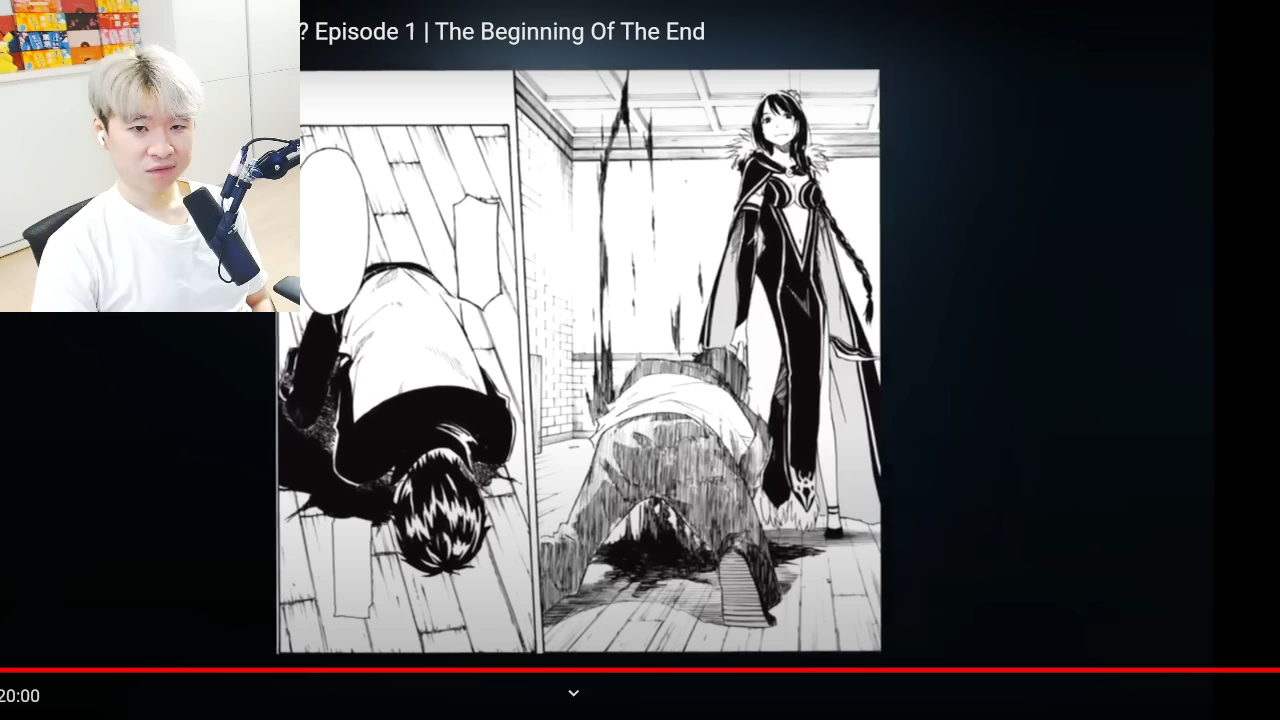 ? Episode 1 | The Beginning Of The End
20:00